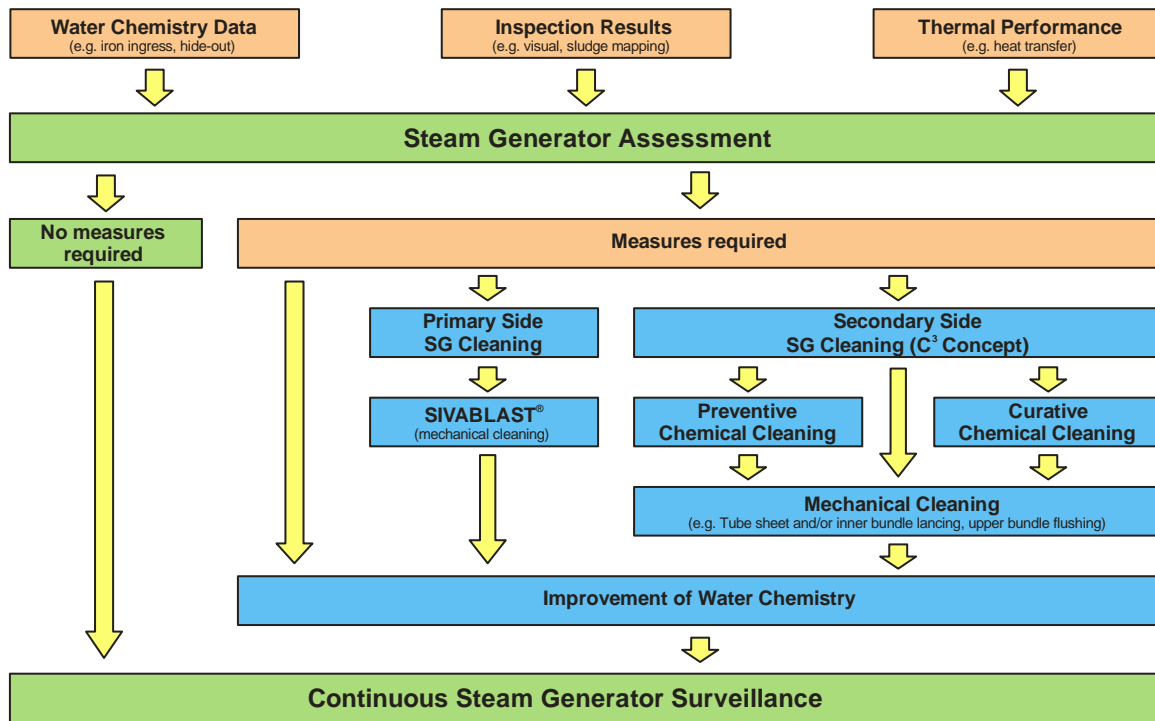 Water Chemistry Data
(e.g. iron ingress, hide-out)
Inspection Results
(e.g. visual, sludge mapping)
Thermal Performance
(e.g. heat transfer)
Steam Generator Assessment
No measures
required
Measures required
Primary Side
SG Cleaning
Secondary Side
SG Cleaning (C³ Concept)
SIVABLAST®
(mechanical cleaning)
Preventive
Chemical Cleaning
Curative
Chemical Cleaning
Mechanical Cleaning
(e.g. Tube sheet and/or inner bundle lancing, upper bundle flushing)
Improvement of Water Chemistry
Continuous Steam Generator Surveillance